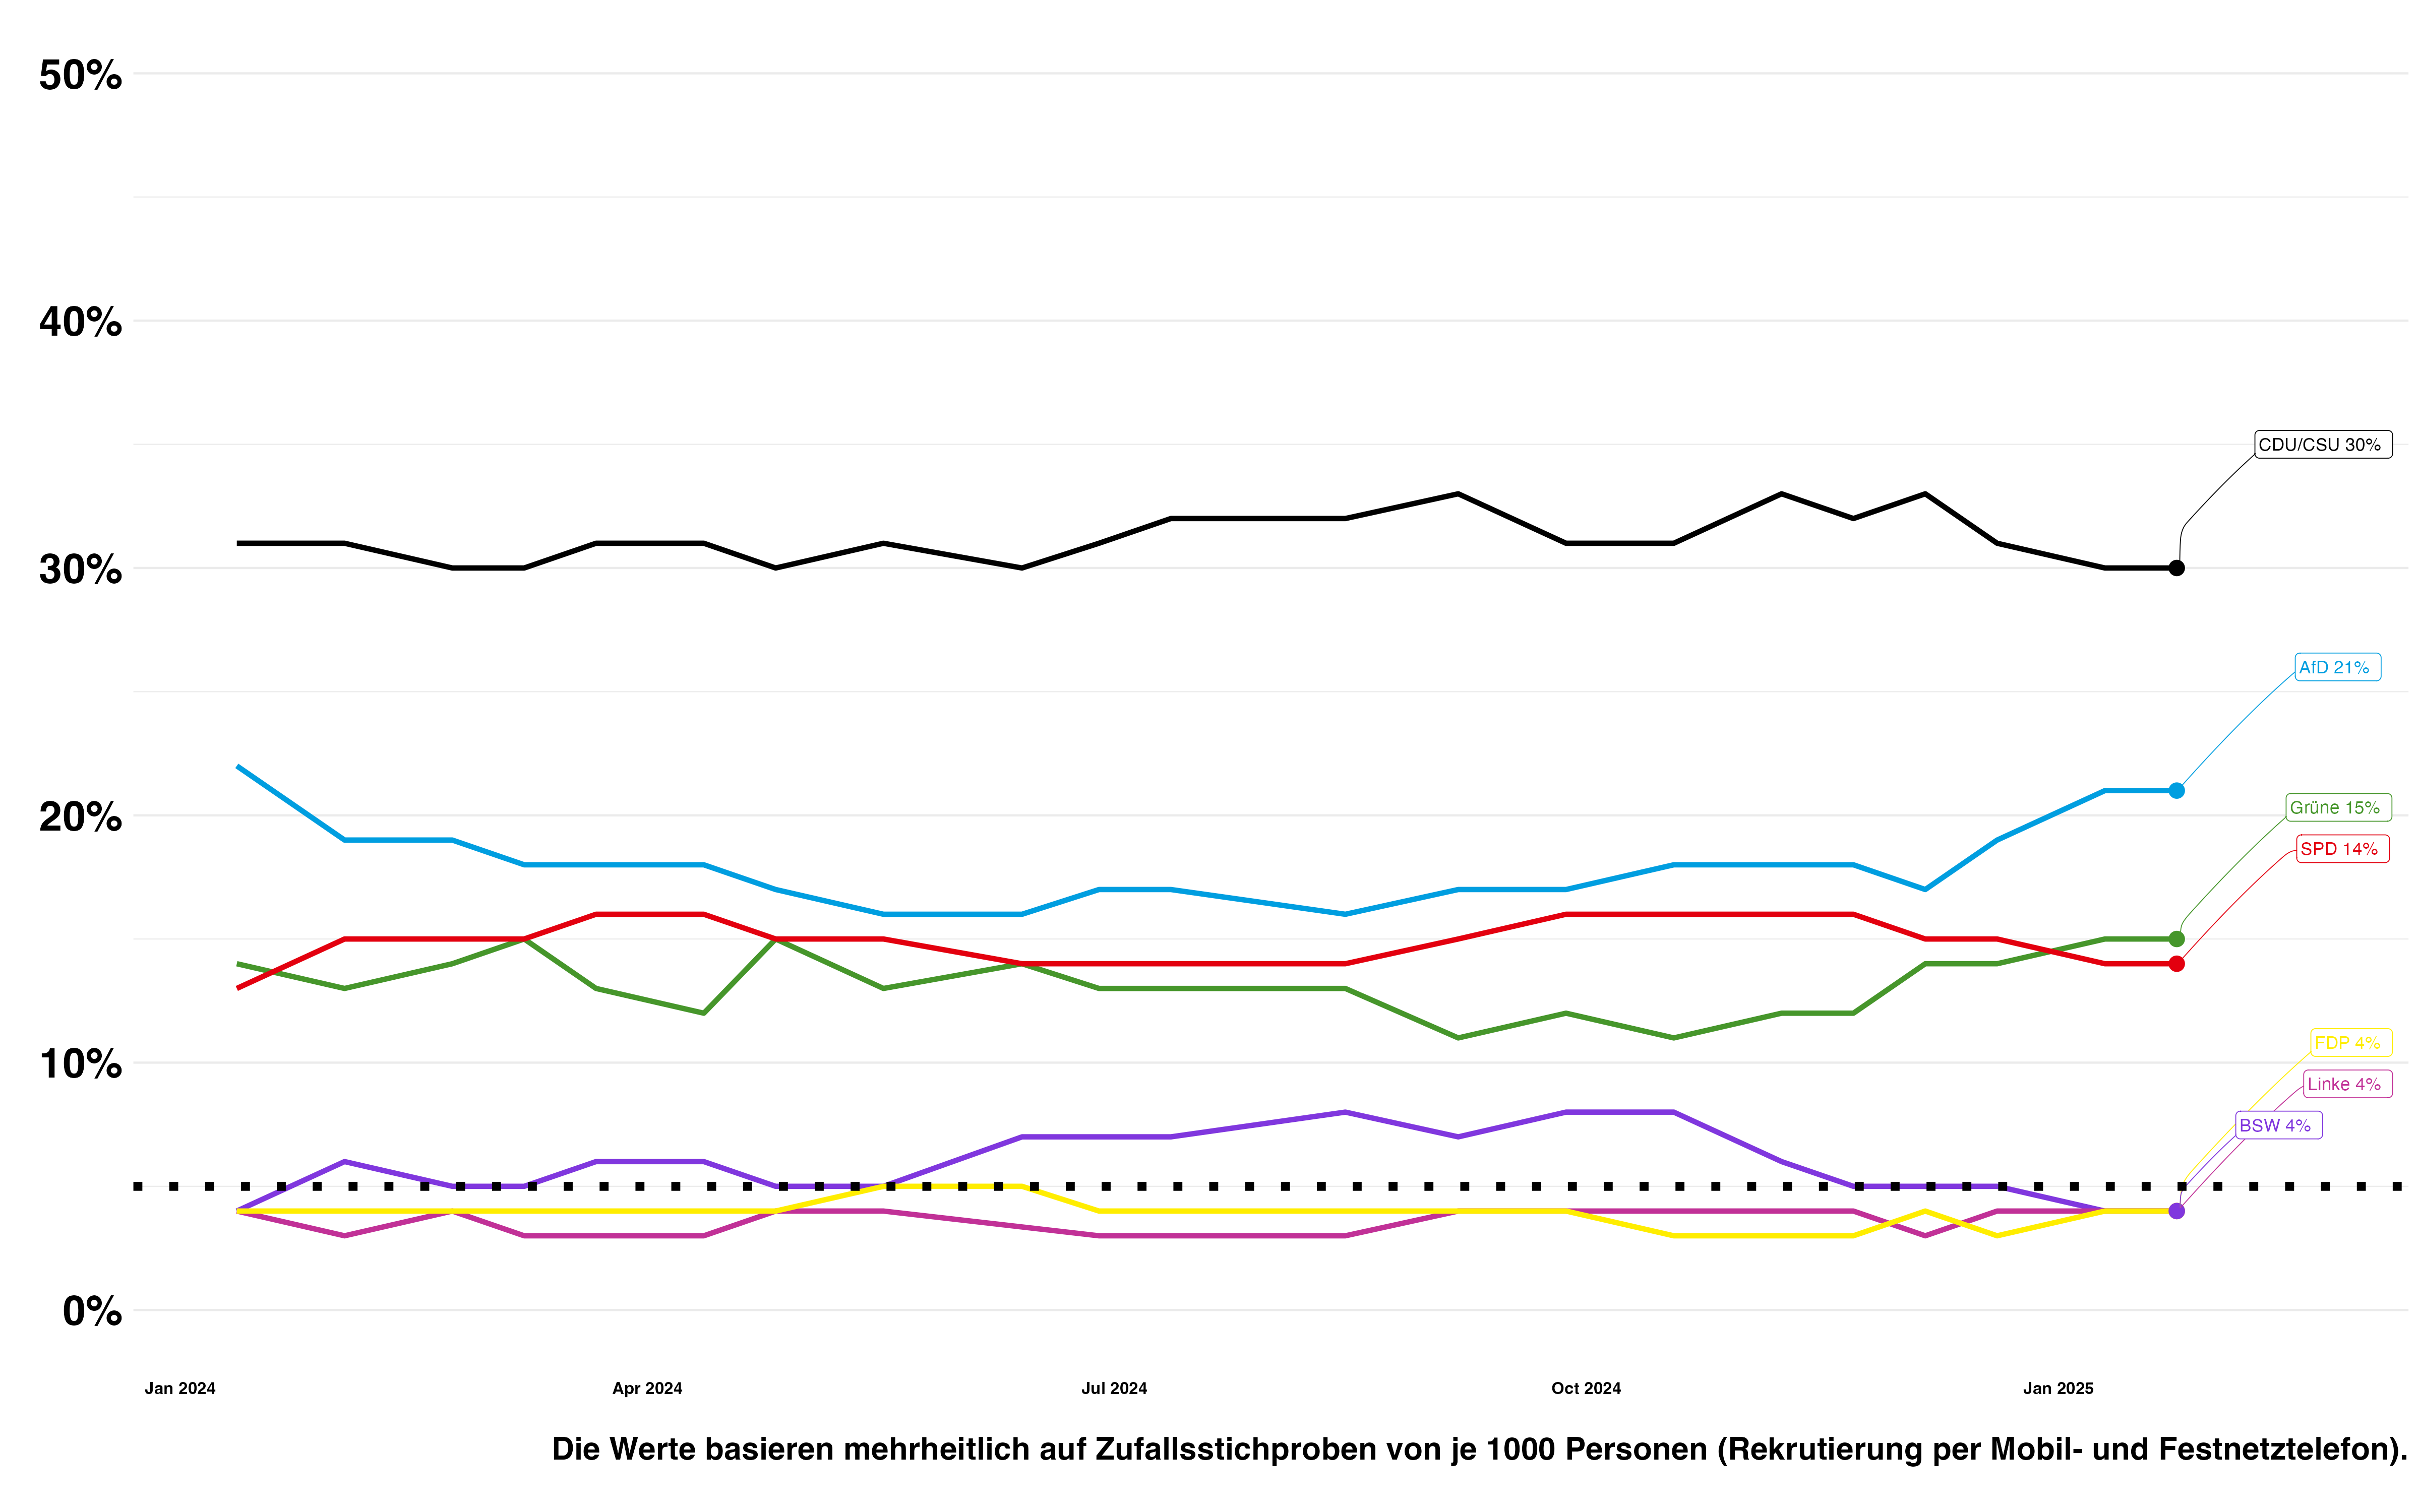 50%
40%
CDU/CSU 30%
30%
AfD 21%
Grüne 15%
20%
SPD 14%
FDP 4%
10%
Linke 4%
BSW 4%
0%
Jan 2024 Apr 2024 Jul 2024 Oct 2024 Jan 2025
Die Werte basieren mehrheitlich auf Zufallsstichproben von je 1000 Personen (Rekrutierung per Mobil- und Festnetztelefon).